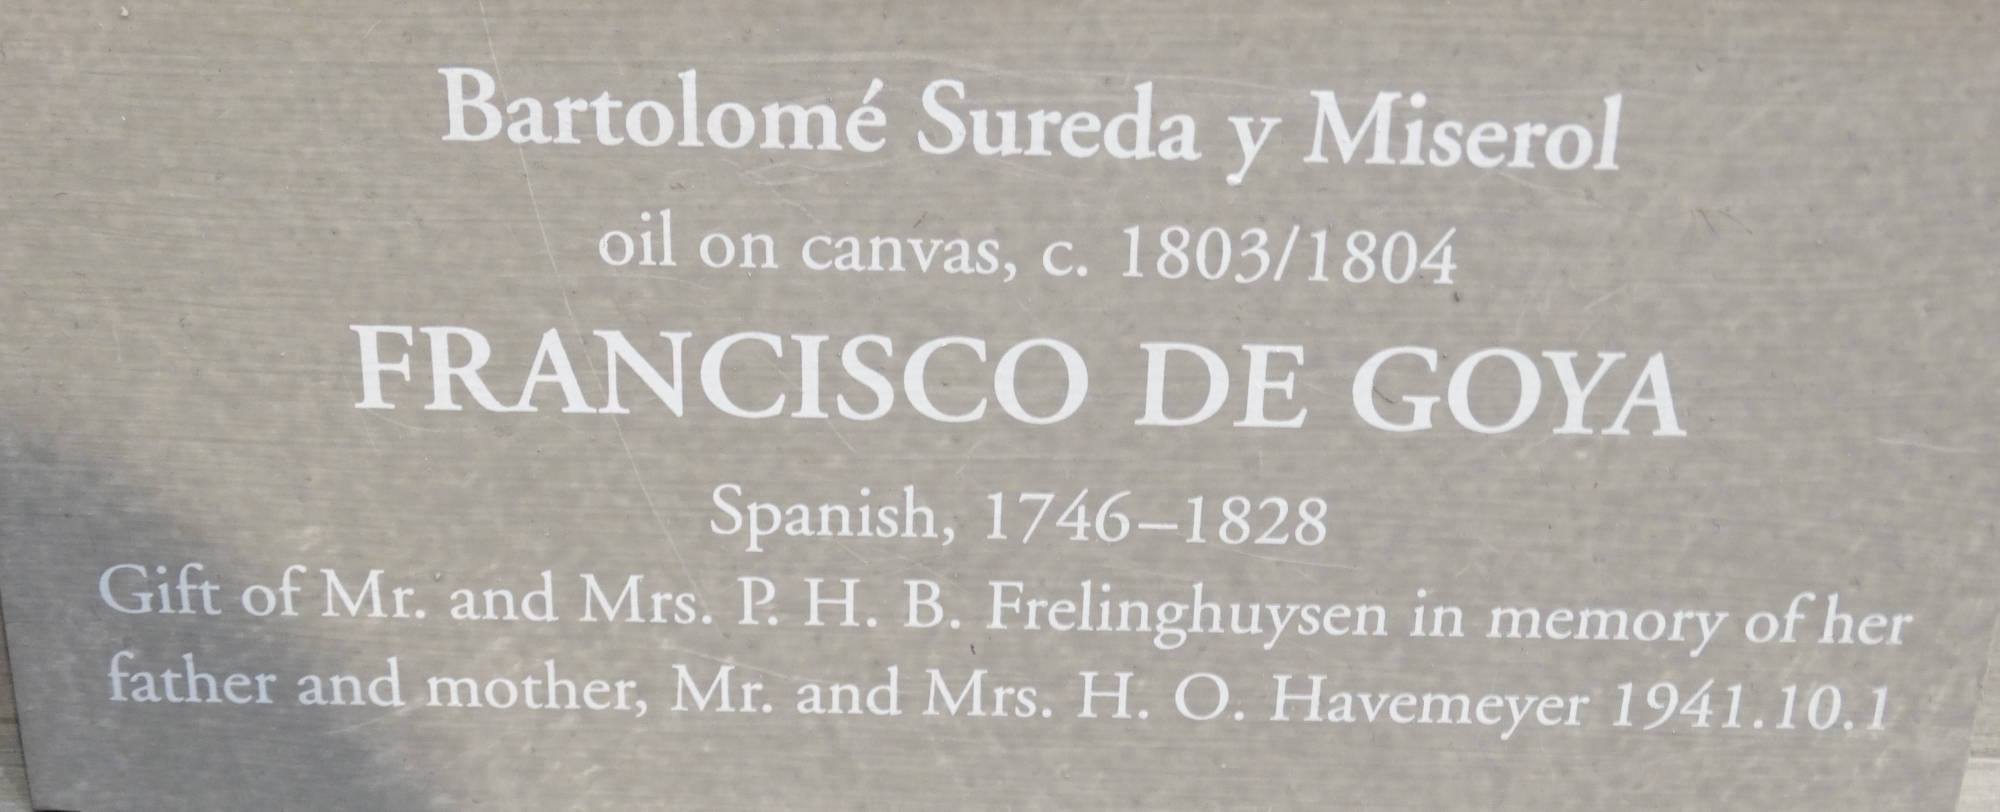 Bartolomé Sureda y Miserol
oil on canvas, c. 1803/1804
FRANCISCO DE GOYA
Spanish, 1746–1828
Gift of Mr. and Mrs. P. H. B. Frelinghuysen in memory of her
father and mother, Mr. and Mrs. H. O. Havemeyer 1941.10.1